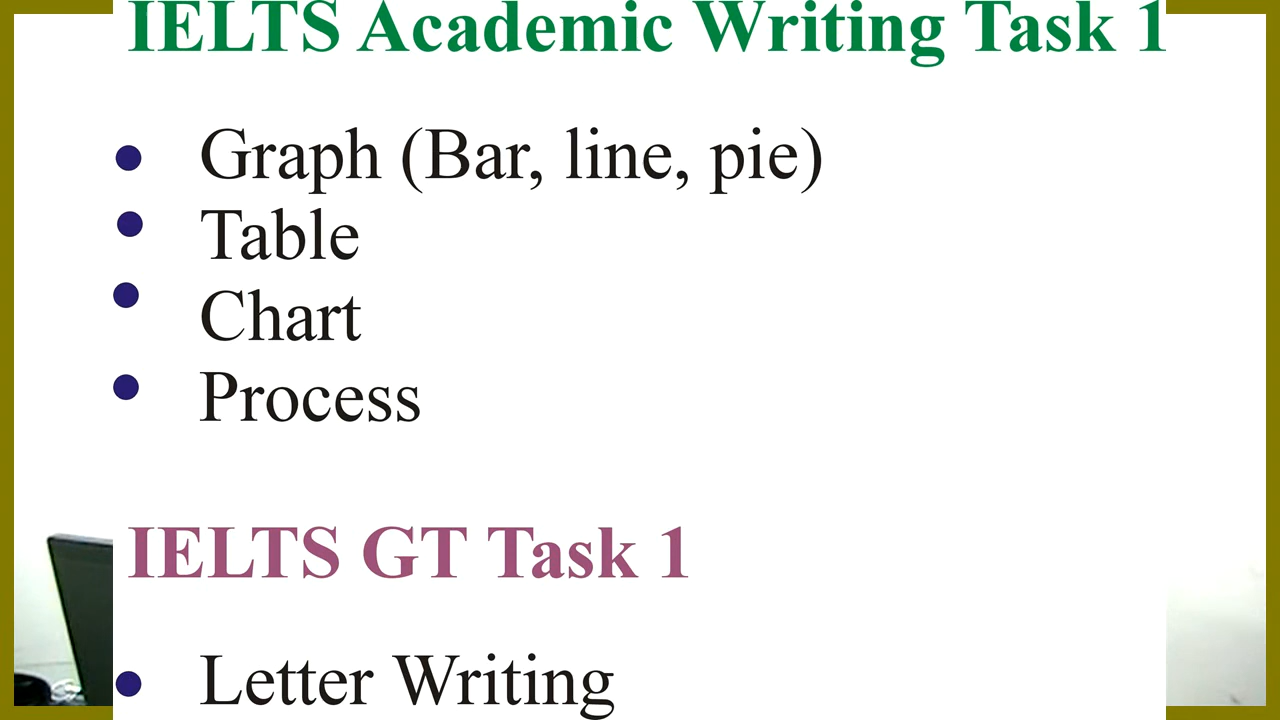 IELTS Academic Writing Task 1
Graph (Bar, line, pie)
Table
Chart
Process
IELTS GT Task 1
Letter Writing